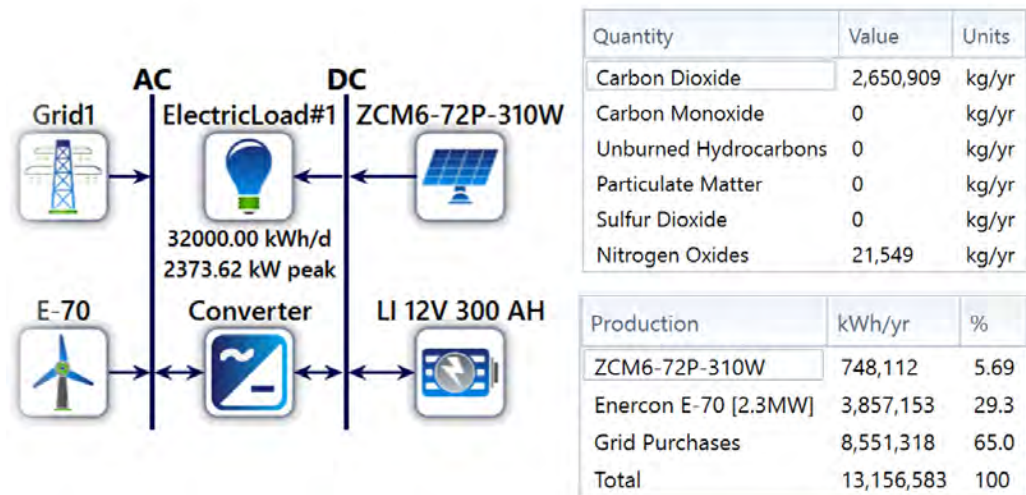 AC
DC
Grid1
ElectricLoad#1
ZCM6-72P-310W
32000.00 kWh/d
2373.62 kW peak
E-70
Converter
LI 12V 300 AH
Quantity Value Units
Carbon Dioxide 2,650,909 kg/yr
Carbon Monoxide 0 kg/yr
Unburned Hydrocarbons 0 kg/yr
Particulate Matter 0 kg/yr
Sulfur Dioxide 0 kg/yr
Nitrogen Oxides 21,549 kg/yr
Production kWh/yr %
ZCM6-72P-310W 748,112 5.69
Enercon E-70 [2.3MW] 3,857,153 29.3
Grid Purchases 8,551,318 65.0
Total 13,156,583 100